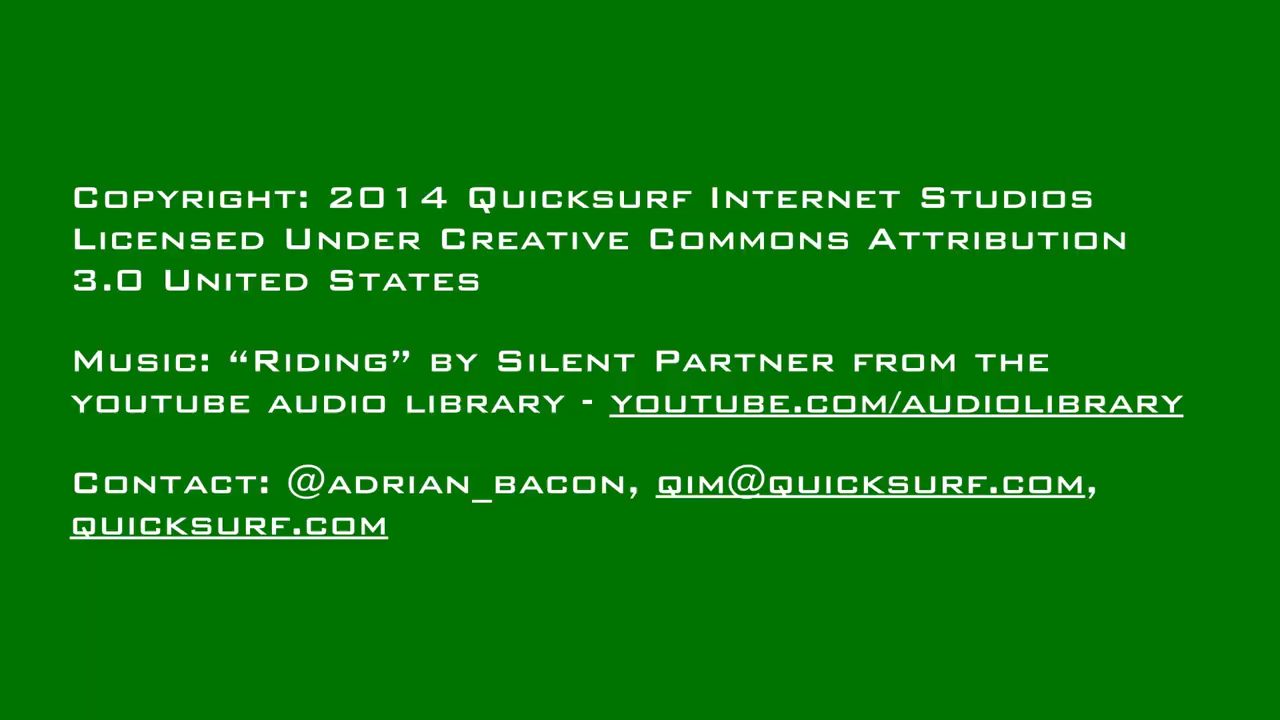 Copyright: 2014 Quicksurf Internet Studios
Licensed Under Creative Commons Attribution
3.0 United States
Music: “Riding” by Silent Partner from the
youtube audio library - youtube.com/audiolibrary
Contact: @adrian_bacon, qim@quicksurf.com,
quicksurf.com